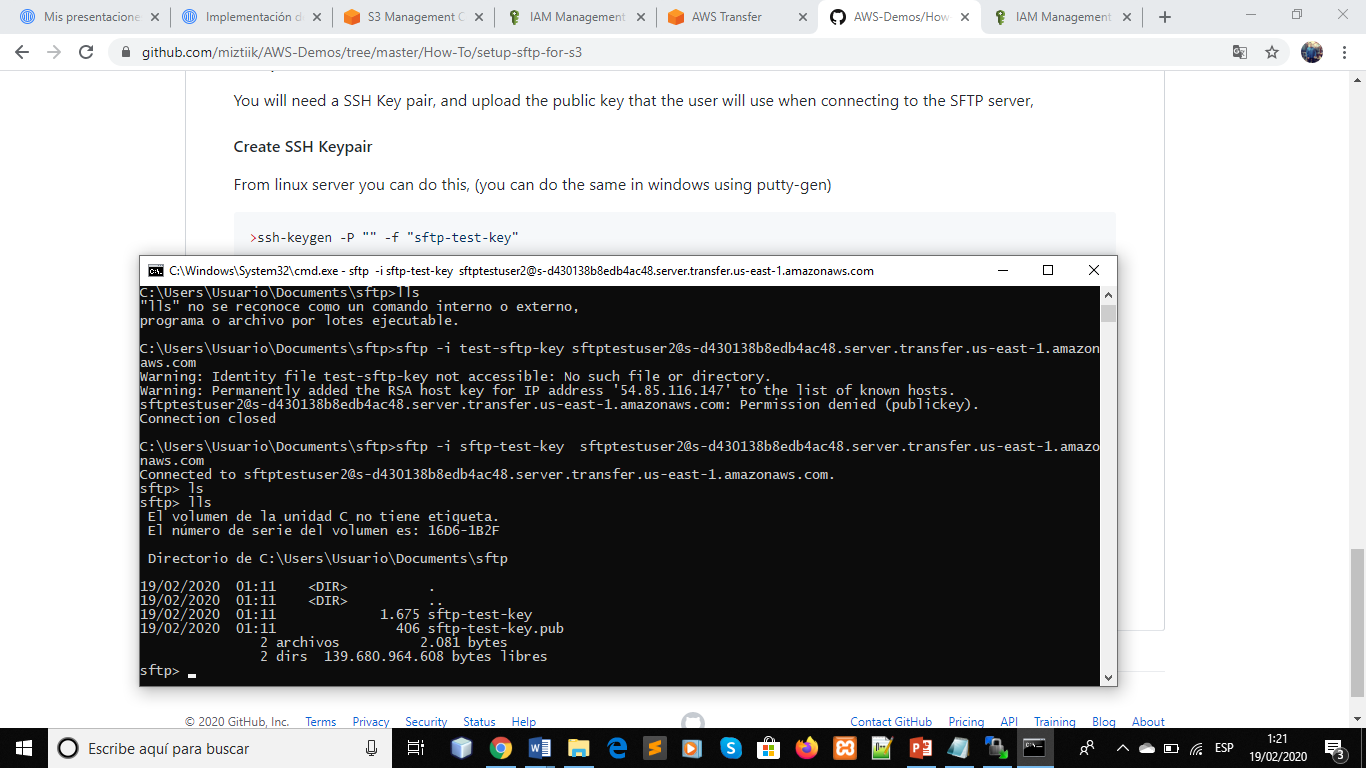 Mis presentacione
Implementación d
S3 Management C
IAM Management
AWS Transfer
AWS-Demos/How
IAM Management
github.com/miztiik/AWS-Demos/tree/master/How-To/setup-sftp-for-s3
You will need a SSH Key pair, and upload the public key that the user will use when connecting to the SFTP server,
Create SSH Keypair
From linux server you can do this, (you can do the same in windows using putty-gen)
>ssh-keygen -P "" -f "sftp-test-key"
C:\Windows\System32\cmd.exe - sftp -i sftp-test-key sftptestuser2@s-d430138b8edb4ac48.server.transfer.us-east-1.amazonaws.com
C:\Users\Usuario\Documents\sftp>lls
"lls" no se reconoce como un comando interno o externo,
programa o archivo por lotes ejecutable.
C:\Users\Usuario\Documents\sftp>sftp -i test-sftp-key sftptestuser2@s-d430138b8edb4ac48.server.transfer.us-east-1.amazon
aws.com
Warning: Identity file test-sftp-key not accessible: No such file or directory.
Warning: Permanently added the RSA host key for IP address '54.85.116.147' to the list of known hosts.
sftptestuser2@s-d430138b8edb4ac48.server.transfer.us-east-1.amazonaws.com: Permission denied (publickey).
Connection closed
C:\Users\Usuario\Documents\sftp>sftp -i sftp-test-key  sftptestuser2@s-d430138b8edb4ac48.server.transfer.us-east-1.amazo
naws.com
Connected to sftptestuser2@s-d430138b8edb4ac48.server.transfer.us-east-1.amazonaws.com.
sftp> ls
sftp> lls
El volumen de la unidad C no tiene etiqueta.
El número de serie del volumen es: 16D6-1B2F
Directorio de C:\Users\Usuario\Documents\sftp
19/02/2020  01:11    <DIR>          .
19/02/2020  01:11    <DIR>          ..
19/02/2020  01:11             1.675 sftp-test-key
19/02/2020  01:11               406 sftp-test-key.pub
2 archivos          2.081 bytes
2 dirs  139.680.964.608 bytes libres
sftp>
© 2020 GitHub, Inc. Terms Privacy Security Status Help Contact GitHub Pricing API Training Blog About
Escribe aquí para buscar
ESP
1:21
19/02/2020
3